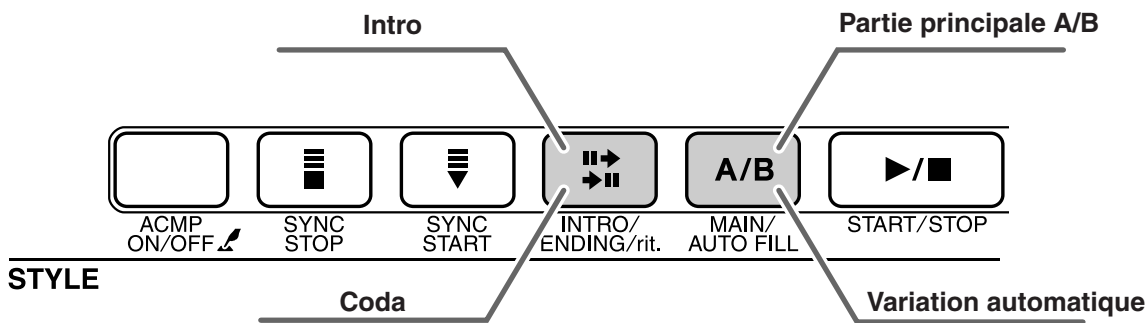 Intro
Partie principale A/B
A/B
ACMP
ON/OFF
SYNC
STOP
SYNC
START
INTRO/
ENDING/rit.
MAIN/
AUTO FILL
START/STOP
STYLE
Coda
Variation automatique